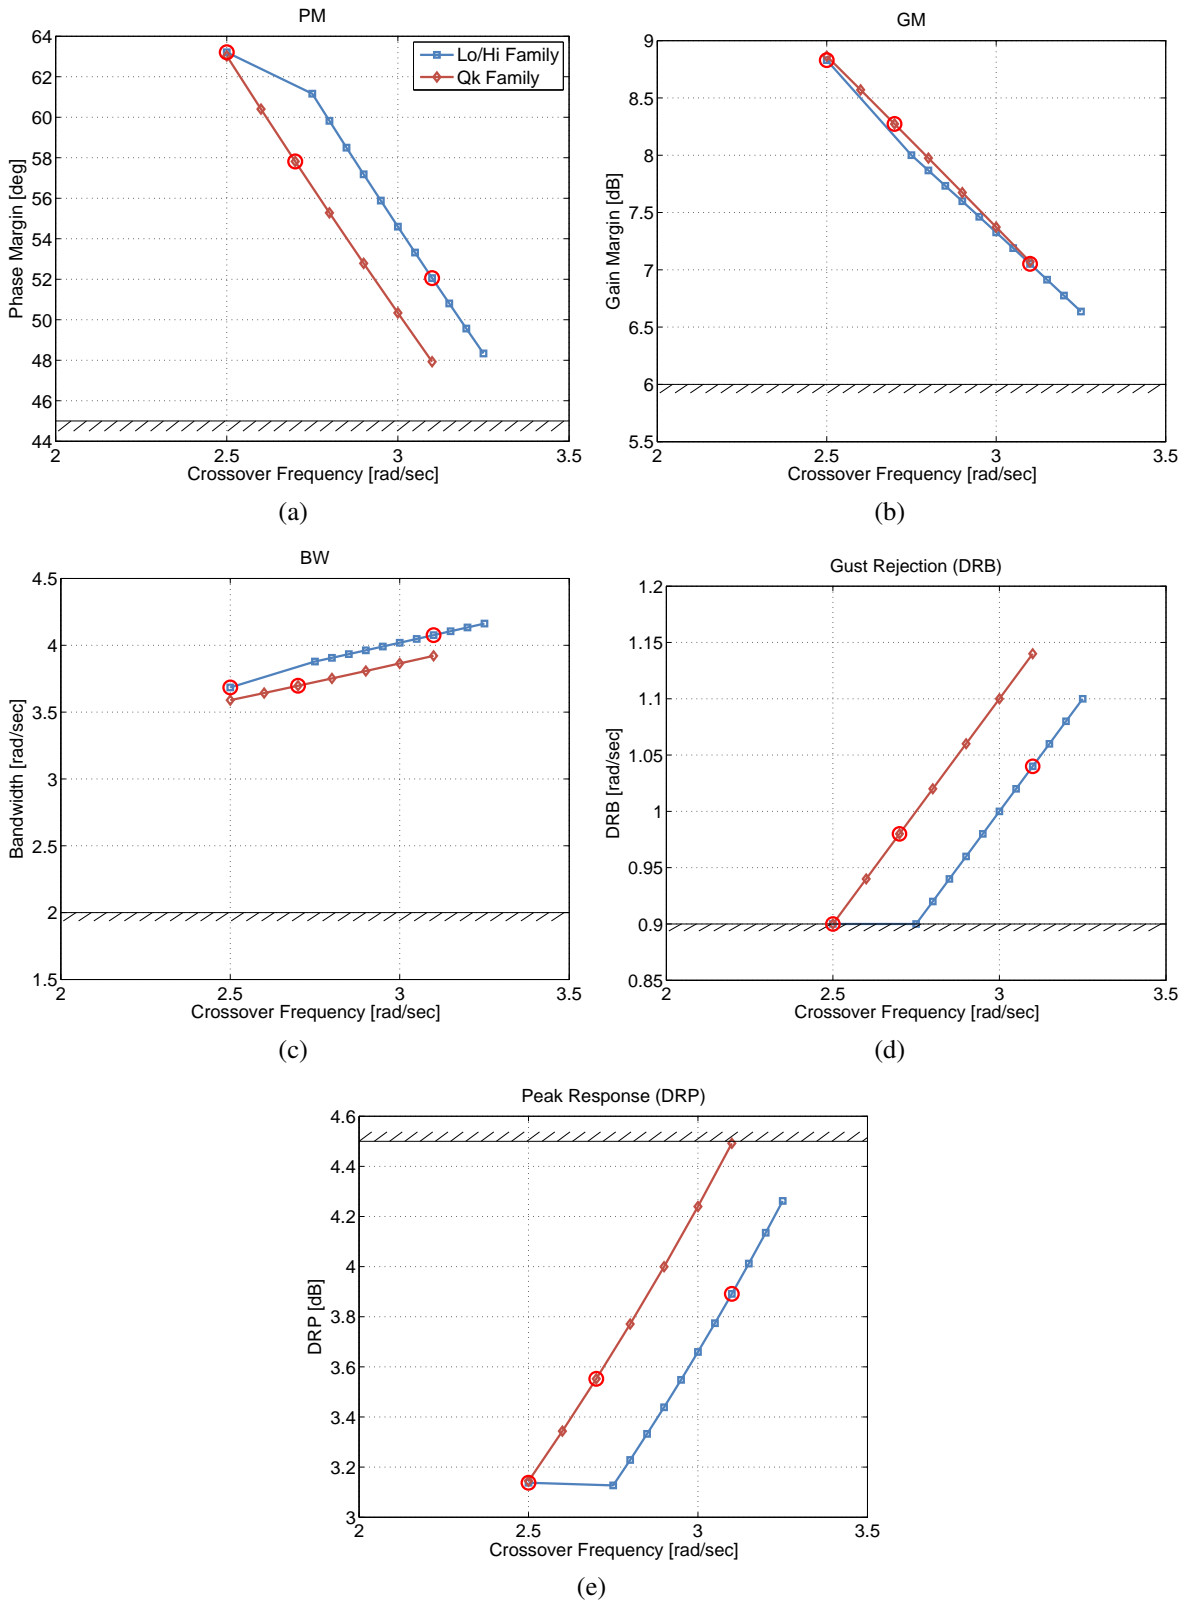 PM
64
62
60
58
56
54
52
50
48
46
44
2 2.5 3 3.5
Phase Margin [deg]
Crossover Frequency [rad/sec]
Lo/Hi Family
Qk Family
(a)
GM
9
8.5
8
7.5
7
6.5
6
5.5
2 2.5 3 3.5
Gain Margin [dB]
Crossover Frequency [rad/sec]
(b)
BW
4.5
4
3.5
3
2.5
2
1.5
2 2.5 3 3.5
Bandwidth [rad/sec]
Crossover Frequency [rad/sec]
(c)
Gust Rejection (DRB)
1.2
1.15
1.1
1.05
1
0.95
0.9
0.85
2 2.5 3 3.5
DRB [rad/sec]
Crossover Frequency [rad/sec]
(d)
Peak Response (DRP)
4.6
4.4
4.2
4
3.8
3.6
3.4
3.2
3
2 2.5 3 3.5
DRP [dB]
Crossover Frequency [rad/sec]
(e)